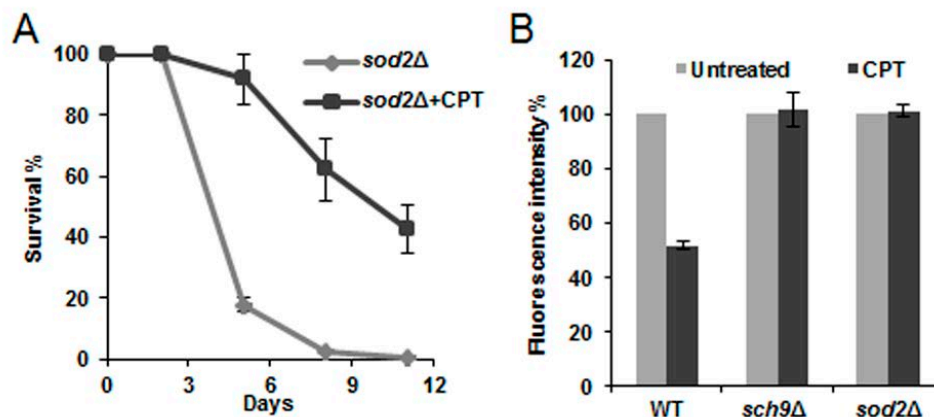 A
Survival %
100
80
60
40
20
0
0 3 6 9 12
Days
sod2Δ
sod2Δ+CPT
B
Fluorescence intensity %
120
100
80
60
40
20
0
Untreated CPT
WT sch9Δ sod2Δ